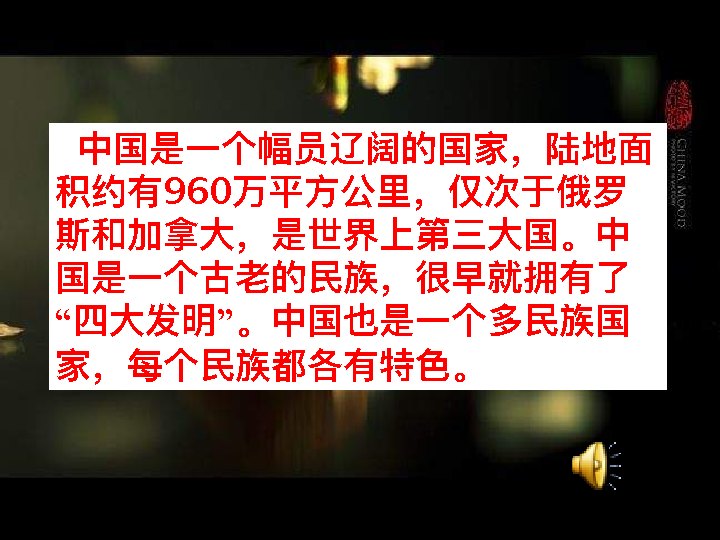 中国是一个幅员辽阔的国家，陆地面
积约有960万平方公里，仅次于俄罗
斯和加拿大，是世界上第三大国。中
国是一个古老的民族，很早就拥有了
“四大发明”。中国也是一个多民族国
家，每个民族都各有特色。
CHINA MOOD